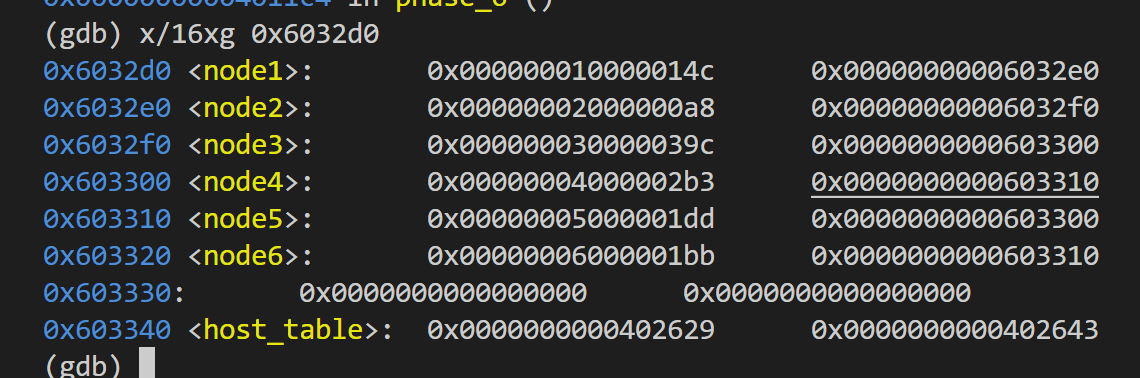 0x00000000004011e4 in phase_6 ()
(gdb) x/16xg 0x6032d0
0x6032d0 <node1>: 0x000000010000014c 0x00000000006032e0
0x6032e0 <node2>: 0x00000002000000a8 0x00000000006032f0
0x6032f0 <node3>: 0x000000030000039c 0x0000000000603300
0x603300 <node4>: 0x00000004000002b3 0x0000000000603310
0x603310 <node5>: 0x00000005000001dd 0x0000000000603300
0x603320 <node6>: 0x00000006000001bb 0x0000000000603310
0x603330: 0x0000000000000000 0x0000000000000000
0x603340 <host_table>: 0x0000000000402629 0x0000000000402643
(gdb)